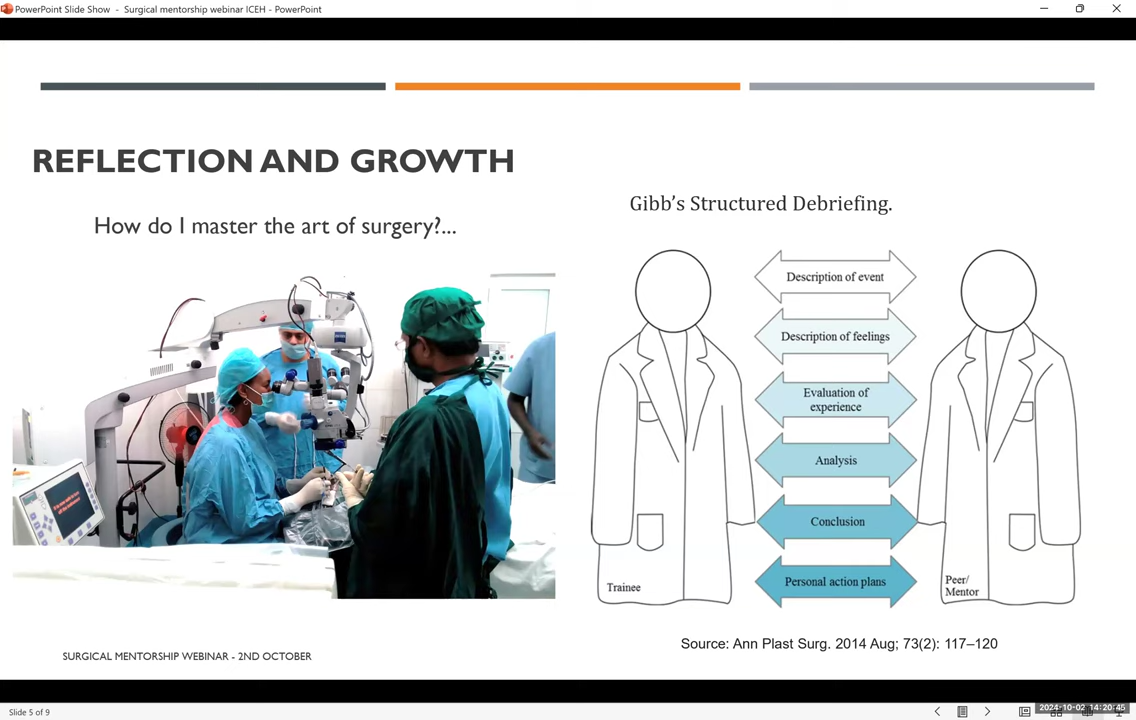 PowerPoint Slide Show - Surgical mentorship webinar ICEH - PowerPoint
REFLECTION AND GROWTH
How do I master the art of surgery?...
Gibb's Structured Debriefing.
Description of event
Description of feelings
Evaluation of
experience
Analysis
Conclusion
Personal action plans
Trainee
Peer/
Mentor
Source: Ann Plast Surg. 2014 Aug; 73(2): 117–120
SURGICAL MENTORSHIP WEBINAR - 2ND OCTOBER
Slide 5 of 9
2024-10-02 14:20:45